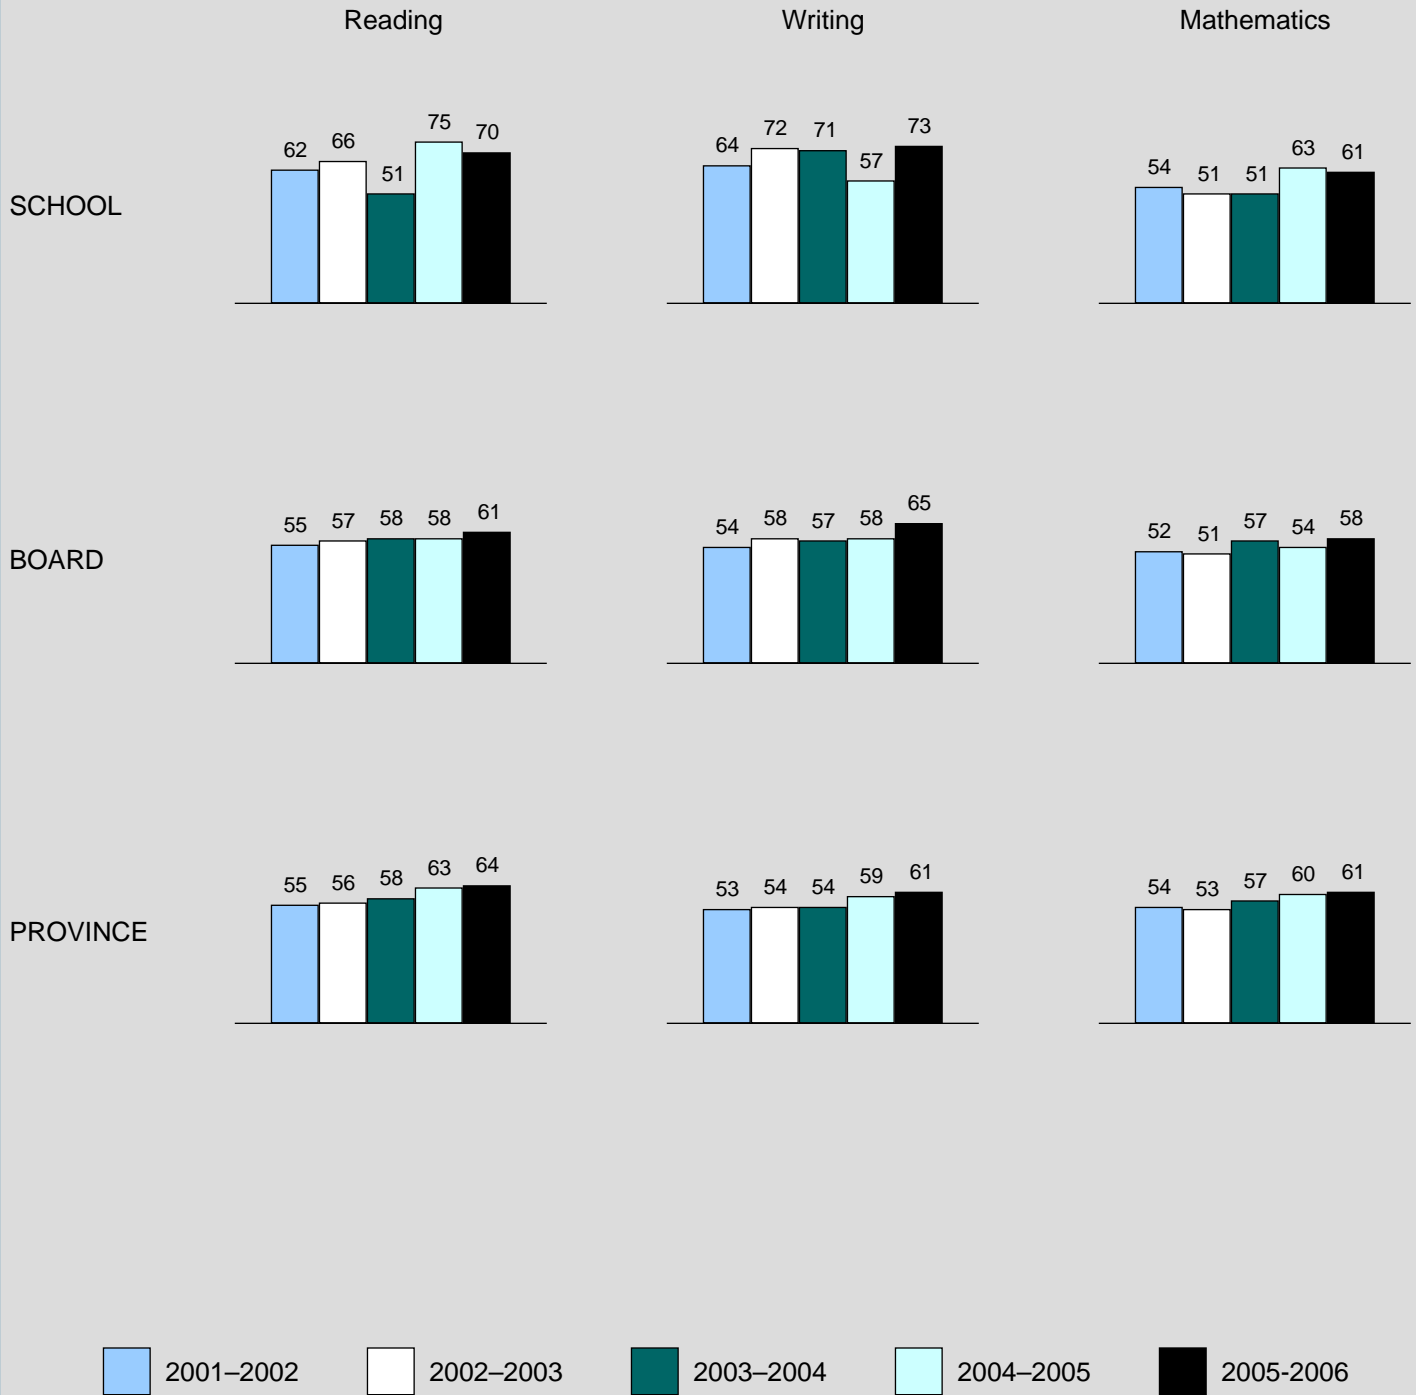 Reading Writing Mathematics
SCHOOL
62 66 51 75 70
64 72 71 57 73
54 51 51 63 61
BOARD
55 57 58 58 61
54 58 57 58 65
52 51 57 54 58
PROVINCE
55 56 58 63 64
53 54 54 59 61
54 53 57 60 61
2001–2002 2002–2003 2003–2004 2004–2005 2005-2006